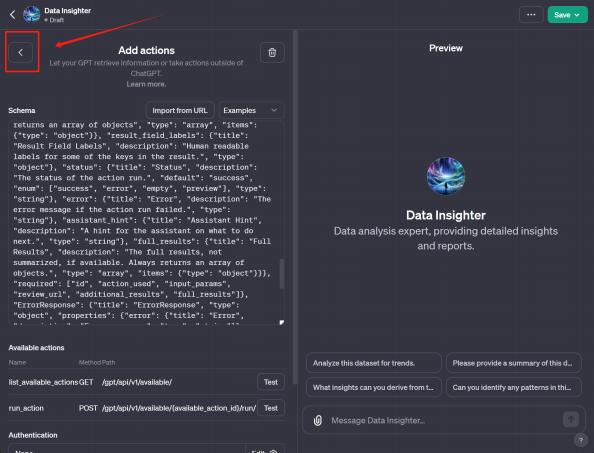 Data Insighter
Draft
Save
Add actions
Let your GPT retrieve information or take actions outside of
ChatGPT.
Learn more.
Schema
Import from URL
Examples
returns an array of objects", "type": "array", "items":
{"type": "object"}}, "result_field_labels": {"title":
"Result Field Labels", "description": "Human readable
labels for some of the keys in the result.", "type":
"object"}, "status": {"title": "Status", "description":
"The status of the action run.", "default": "success",
"enum": ["success", "error", "empty", "preview"], "type":
"string"}, "error": {"title": "Error", "description": "The
error message if the action run failed.", "type":
"string"}, "assistant_hint": {"title": "Assistant Hint",
"description": "A hint for the assistant on what to do
next.", "type": "string"}, "full_results": {"title": "Full
Results", "description": "The full results, not
summarized, if available. Always returns an array of
objects.", "type": "array", "items": {"type": "object"}}},
"required": ["id", "action_used", "input_params",
"review_url", "additional_results", "full_results"]},
"ErrorResponse": {"title": "ErrorResponse", "type":
"object", "properties": {"error": {"title": "Error",
Available actions
Name Method Path
list_available_actions GET /gpt/api/v1/available/ Test
run_action POST /gpt/api/v1/available/{available_action_id}/run/ Test
Authentication
None
Edit
Preview
Data Insighter
Data analysis expert, providing detailed insights
and reports.
Analyze this dataset for trends.
Please provide a summary of this d...
What insights can you derive from t...
Can you identify any patterns in thi...
Message Data Insighter...
?